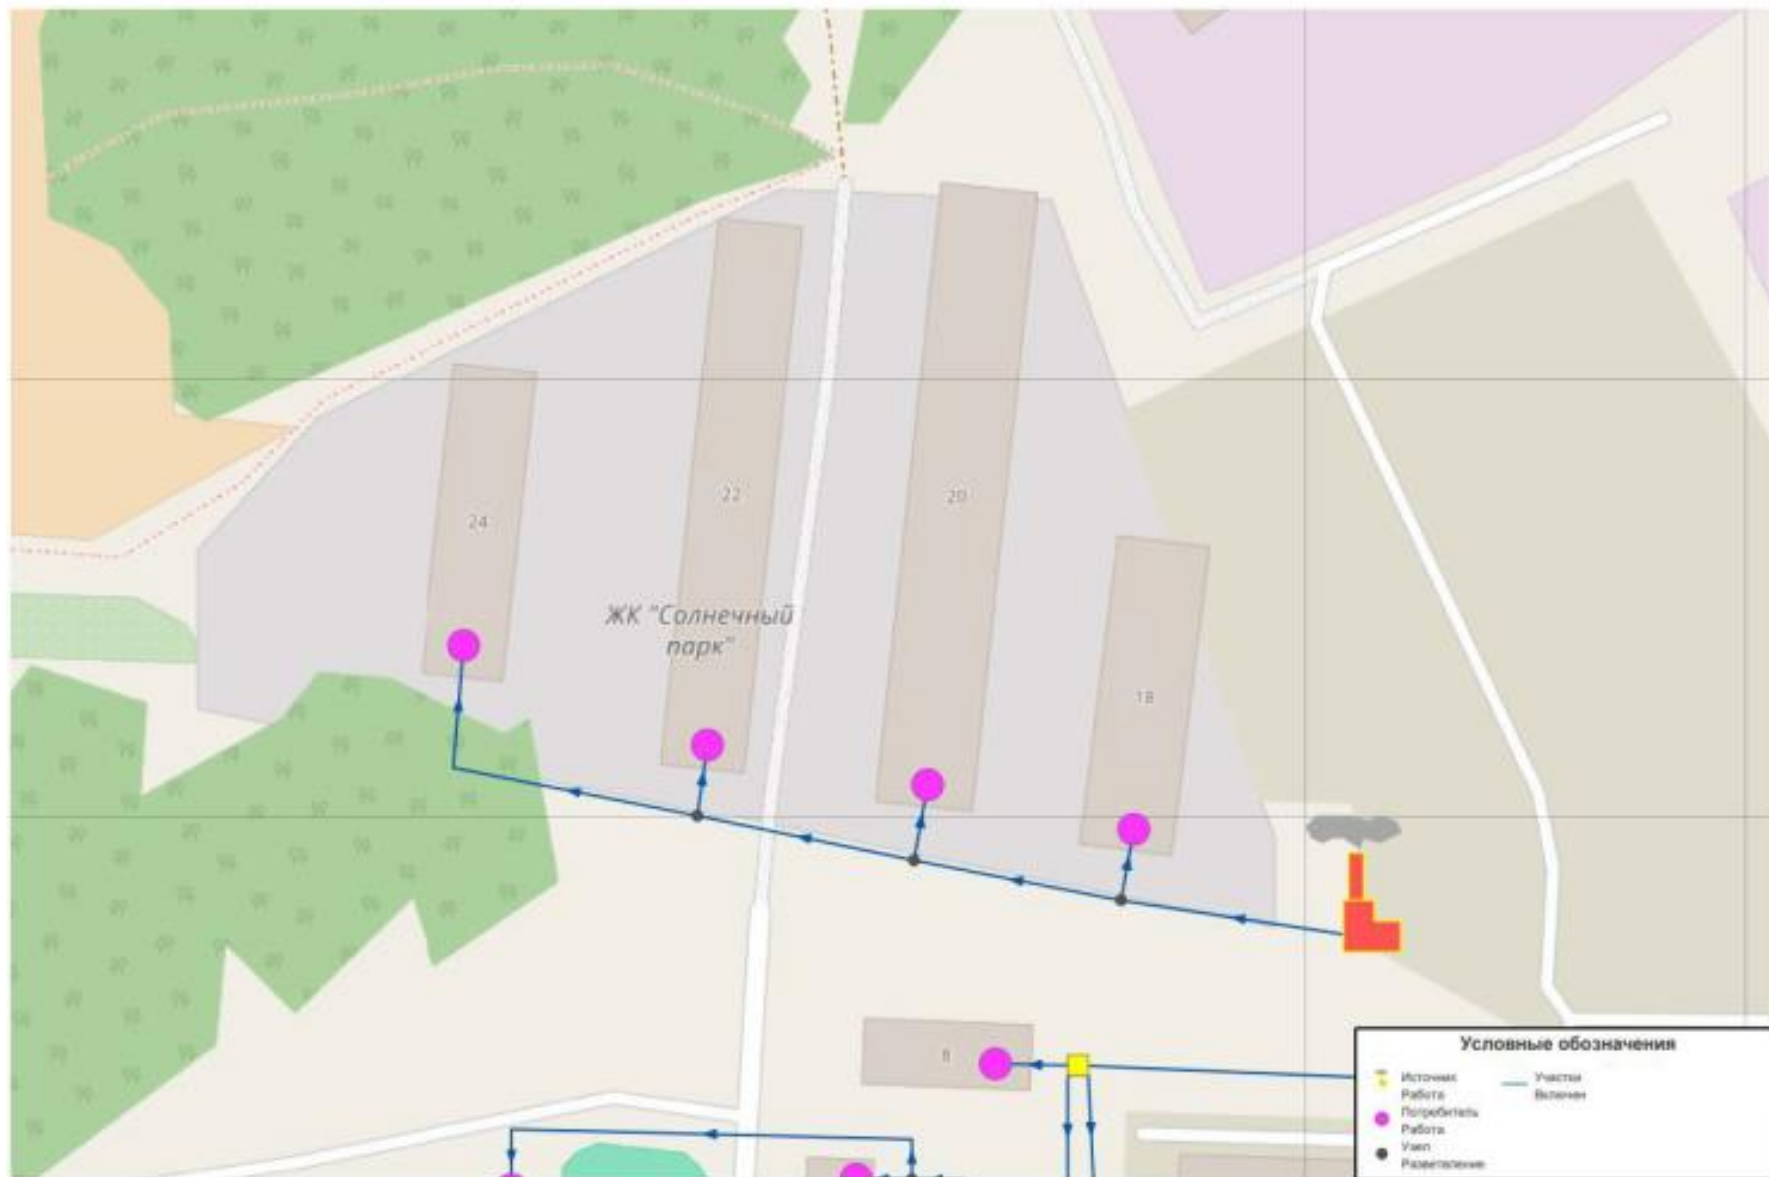 22
20
24
ЖК "Солнечный
парк"
18
8
Условные обозначения
Источник
Работа
Участки
Включен
Потребитель
Работа
Узел
Разветвление